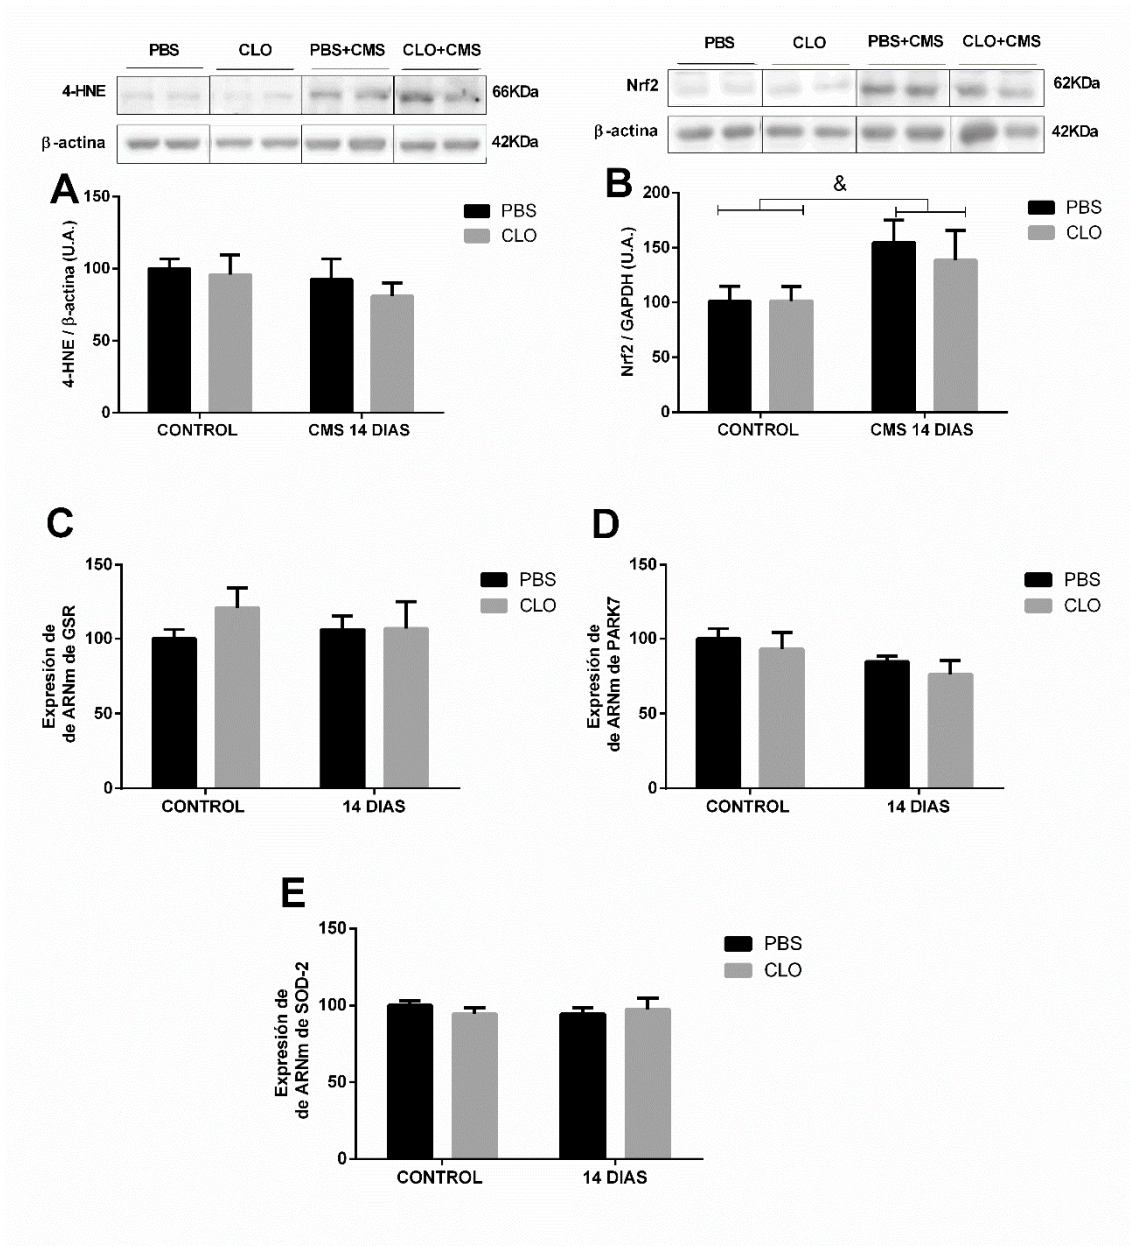 PBS CLO PBS+CMS CLO+CMS
4-HNE 66KDa
β-actina 42KDa
PBS CLO PBS+CMS CLO+CMS
Nrf2 62KDa
β-actina 42KDa
A
150
100
50
0
4-HNE / β-actina (U.A.)
PBS
CLO
CONTROL CMS 14 DIAS
B
200
150
100
50
0
Nrf2 / GAPDH (U.A.)
&
PBS
CLO
CONTROL CMS 14 DIAS
C
150
100
50
0
Expresión de
de ARNm de GSR
PBS
CLO
CONTROL 14 DIAS
D
150
100
50
0
Expresión de
de ARNm de PARK7
PBS
CLO
CONTROL 14 DIAS
E
150
100
50
0
Expresión de
de ARNm de SOD-2
PBS
CLO
CONTROL 14 DIAS